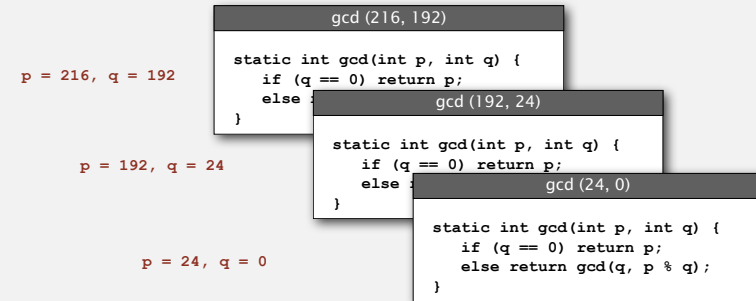 gcd (216, 192)
p = 216, q = 192
static int gcd(int p, int q) {
if (q == 0) return p;
else
}
gcd (192, 24)
p = 192, q = 24
static int gcd(int p, int q) {
if (q == 0) return p;
else
}
gcd (24, 0)
p = 24, q = 0
static int gcd(int p, int q) {
if (q == 0) return p;
else return gcd(q, p % q);
}